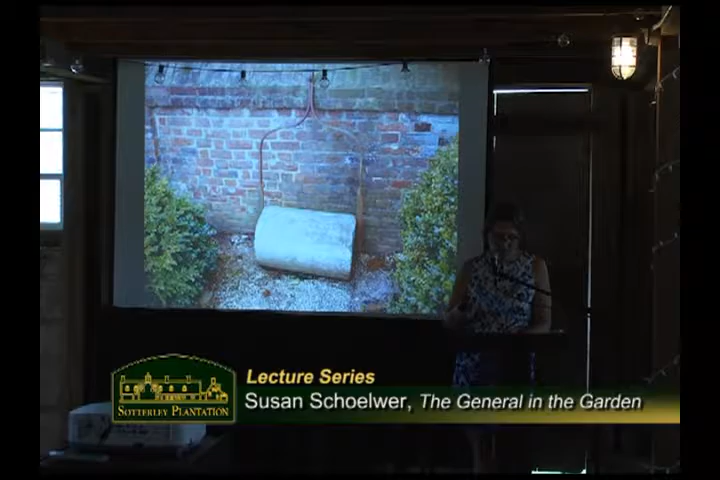 Lecture Series
Susan Schoelwer, The General in the Garden
SOTTERLEY PLANTATION